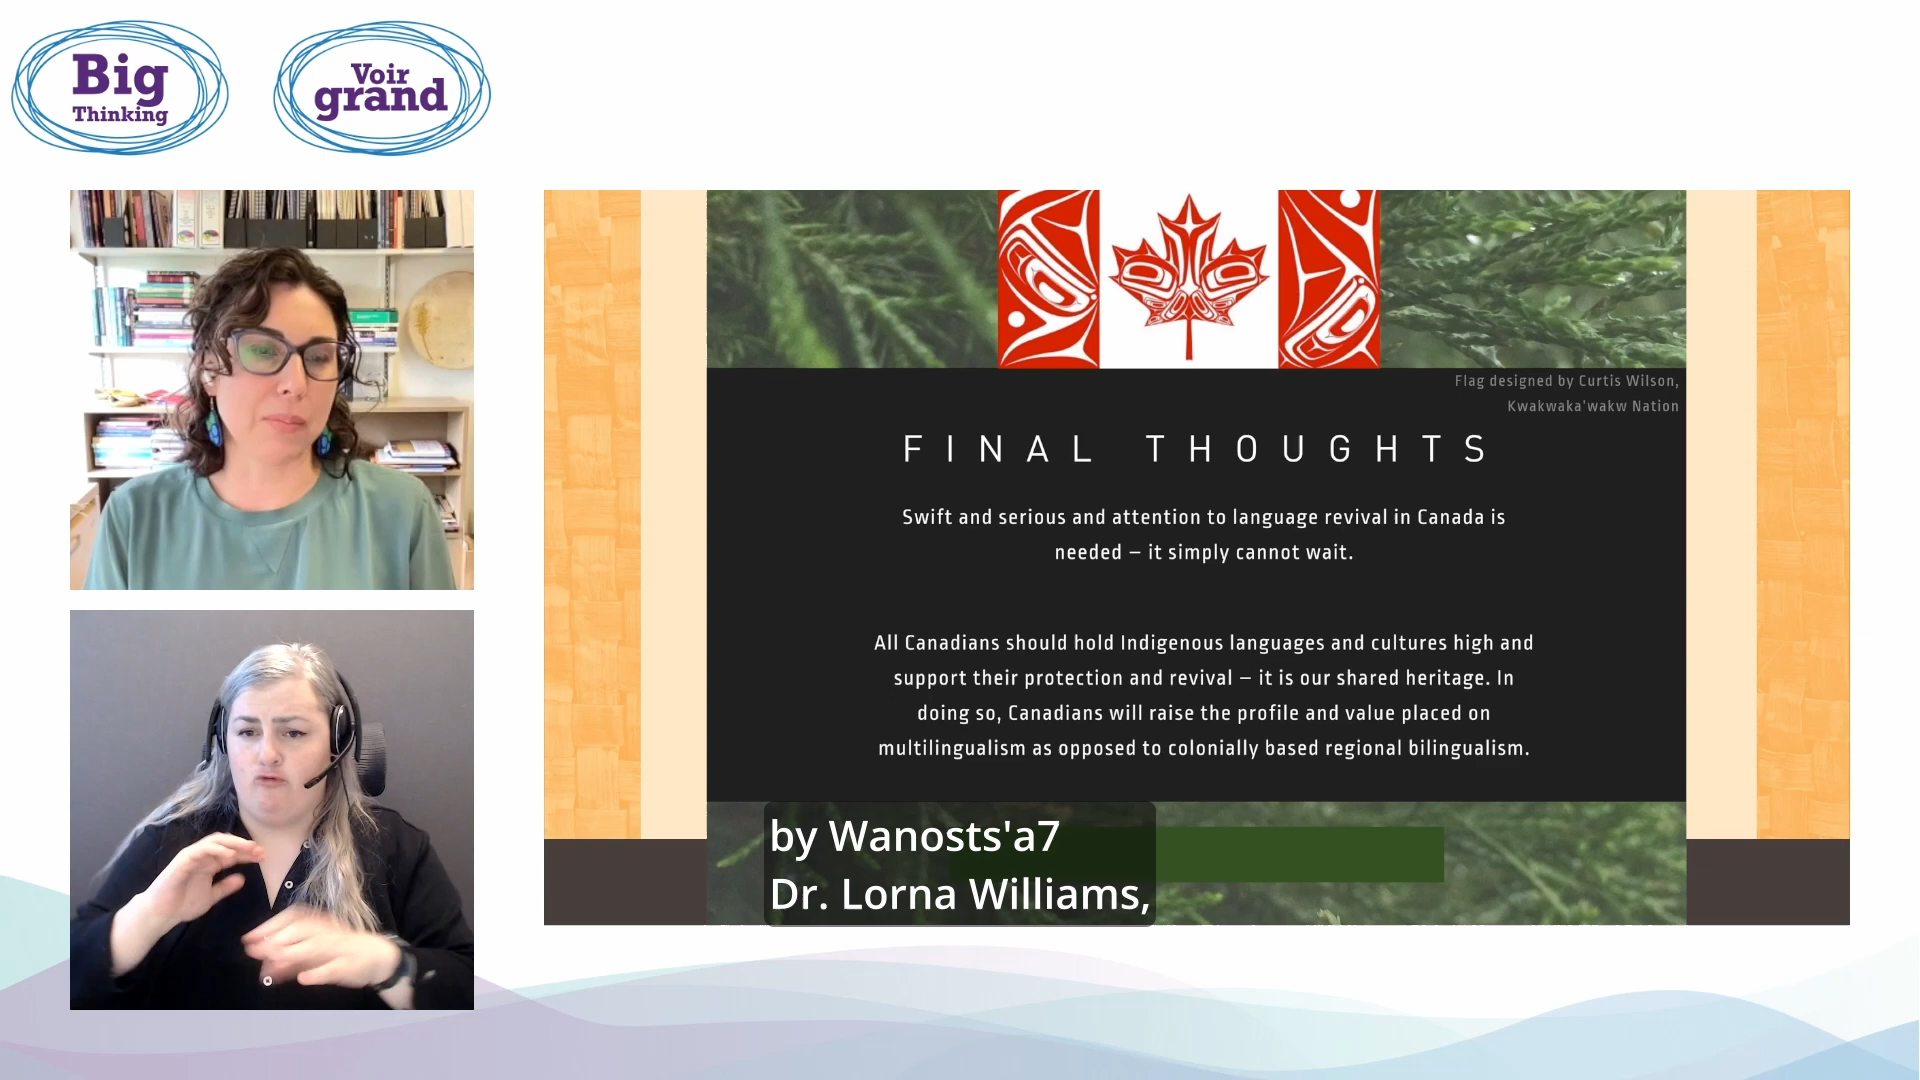 Big
Thinking
Voir
grand
Flag designed by Curtis Wilson,
Kwakwaka'wakw Nation
FINAL THOUGHTS
Swift and serious and attention to language revival in Canada is
needed – it simply cannot wait.
All Canadians should hold Indigenous languages and cultures high and
support their protection and revival – it is our shared heritage. In
doing so, Canadians will raise the profile and value placed on
multilingualism as opposed to colonially based regional bilingualism.
by Wanosts'a7
Dr. Lorna Williams,